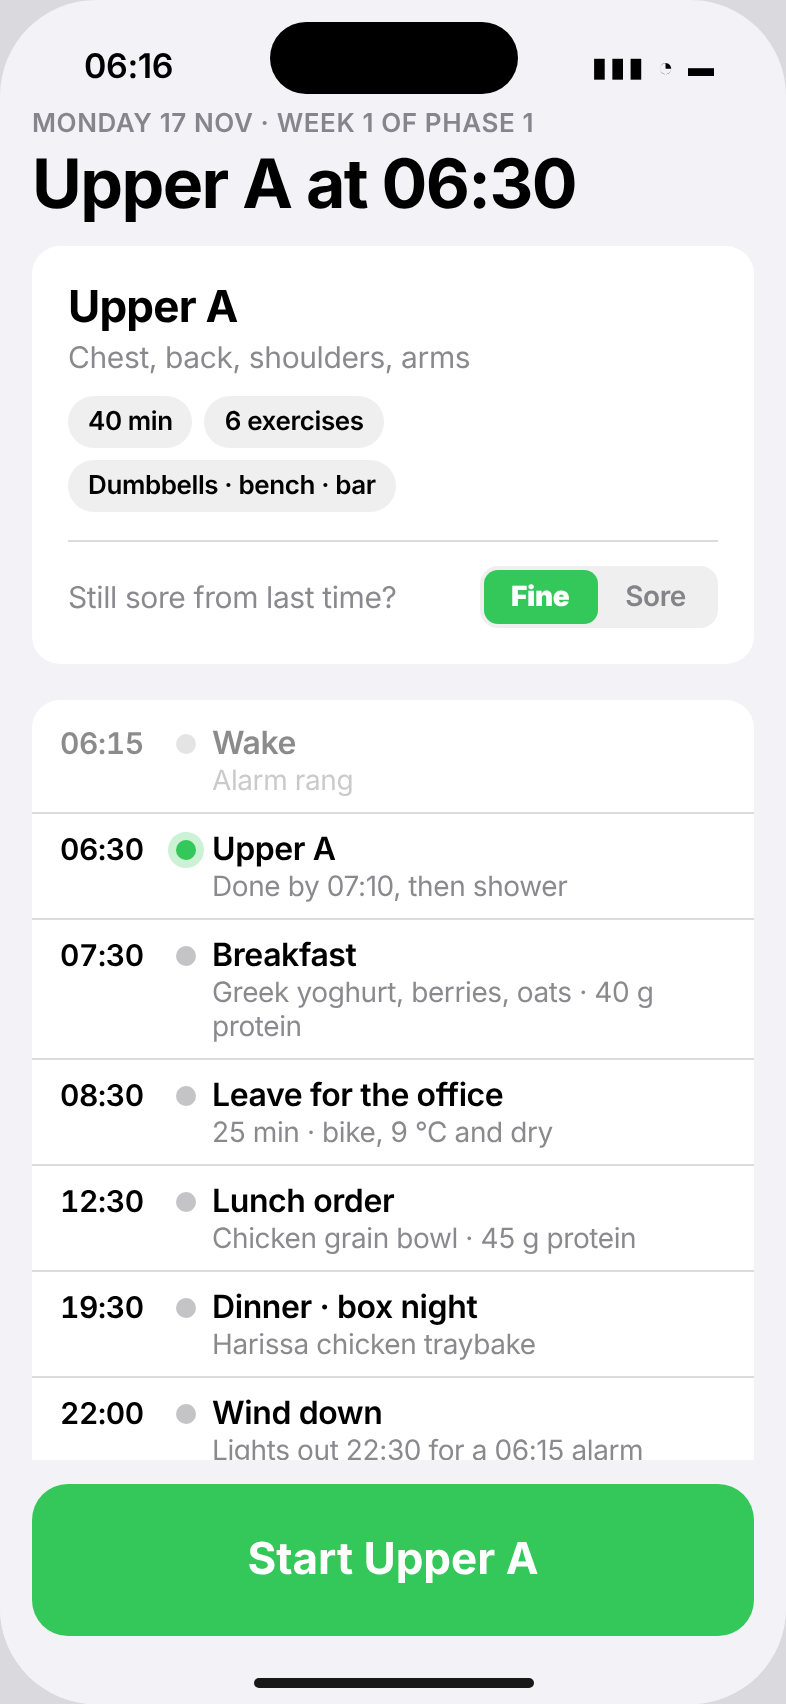 06:16
MONDAY 17 NOV · WEEK 1 OF PHASE 1
Upper A at 06:30
Upper A
Chest, back, shoulders, arms
40 min 6 exercises
Dumbbells · bench · bar
Still sore from last time? Fine Sore
06:15 Wake
Alarm rang
06:30 Upper A
Done by 07:10, then shower
07:30 Breakfast
Greek yoghurt, berries, oats · 40 g
protein
08:30 Leave for the office
25 min · bike, 9 °C and dry
12:30 Lunch order
Chicken grain bowl · 45 g protein
19:30 Dinner · box night
Harissa chicken traybake
22:00 Wind down
Lights out 22:30 for a 06:15 alarm
Start Upper A